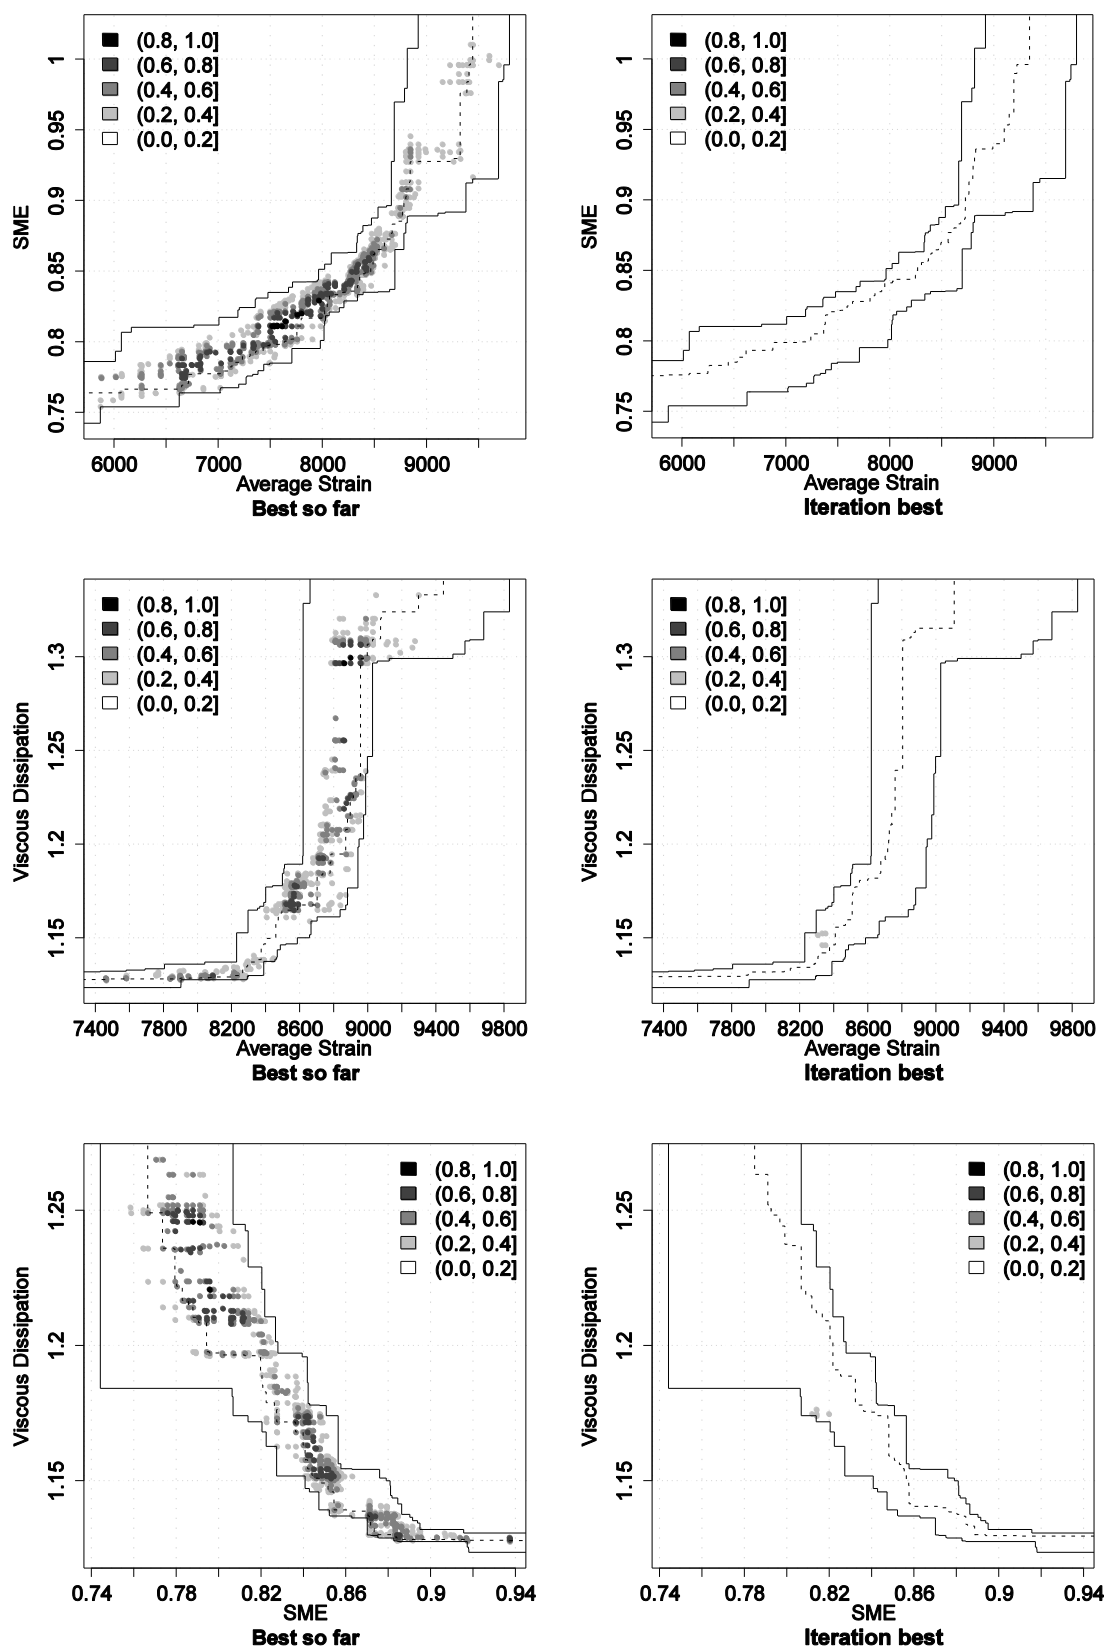 (0.8, 1.0]
(0.6, 0.8]
(0.4, 0.6]
(0.2, 0.4]
(0.0, 0.2]
SME
0.75
0.8
0.85
0.9
0.95
1
6000 7000 8000 9000
Average Strain
Best so far
(0.8, 1.0]
(0.6, 0.8]
(0.4, 0.6]
(0.2, 0.4]
(0.0, 0.2]
SME
0.75
0.8
0.85
0.9
0.95
1
6000 7000 8000 9000
Average Strain
Iteration best
(0.8, 1.0]
(0.6, 0.8]
(0.4, 0.6]
(0.2, 0.4]
(0.0, 0.2]
Viscous Dissipation
1.15
1.2
1.25
1.3
7400 7800 8200 8600 9000 9400 9800
Average Strain
Best so far
(0.8, 1.0]
(0.6, 0.8]
(0.4, 0.6]
(0.2, 0.4]
(0.0, 0.2]
Viscous Dissipation
1.15
1.2
1.25
1.3
7400 7800 8200 8600 9000 9400 9800
Average Strain
Iteration best
(0.8, 1.0]
(0.6, 0.8]
(0.4, 0.6]
(0.2, 0.4]
(0.0, 0.2]
Viscous Dissipation
1.15
1.2
1.25
0.74 0.78 0.82 0.86 0.9 0.94
SME
Best so far
(0.8, 1.0]
(0.6, 0.8]
(0.4, 0.6]
(0.2, 0.4]
(0.0, 0.2]
Viscous Dissipation
1.15
1.2
1.25
0.74 0.78 0.82 0.86 0.9 0.94
SME
Iteration best